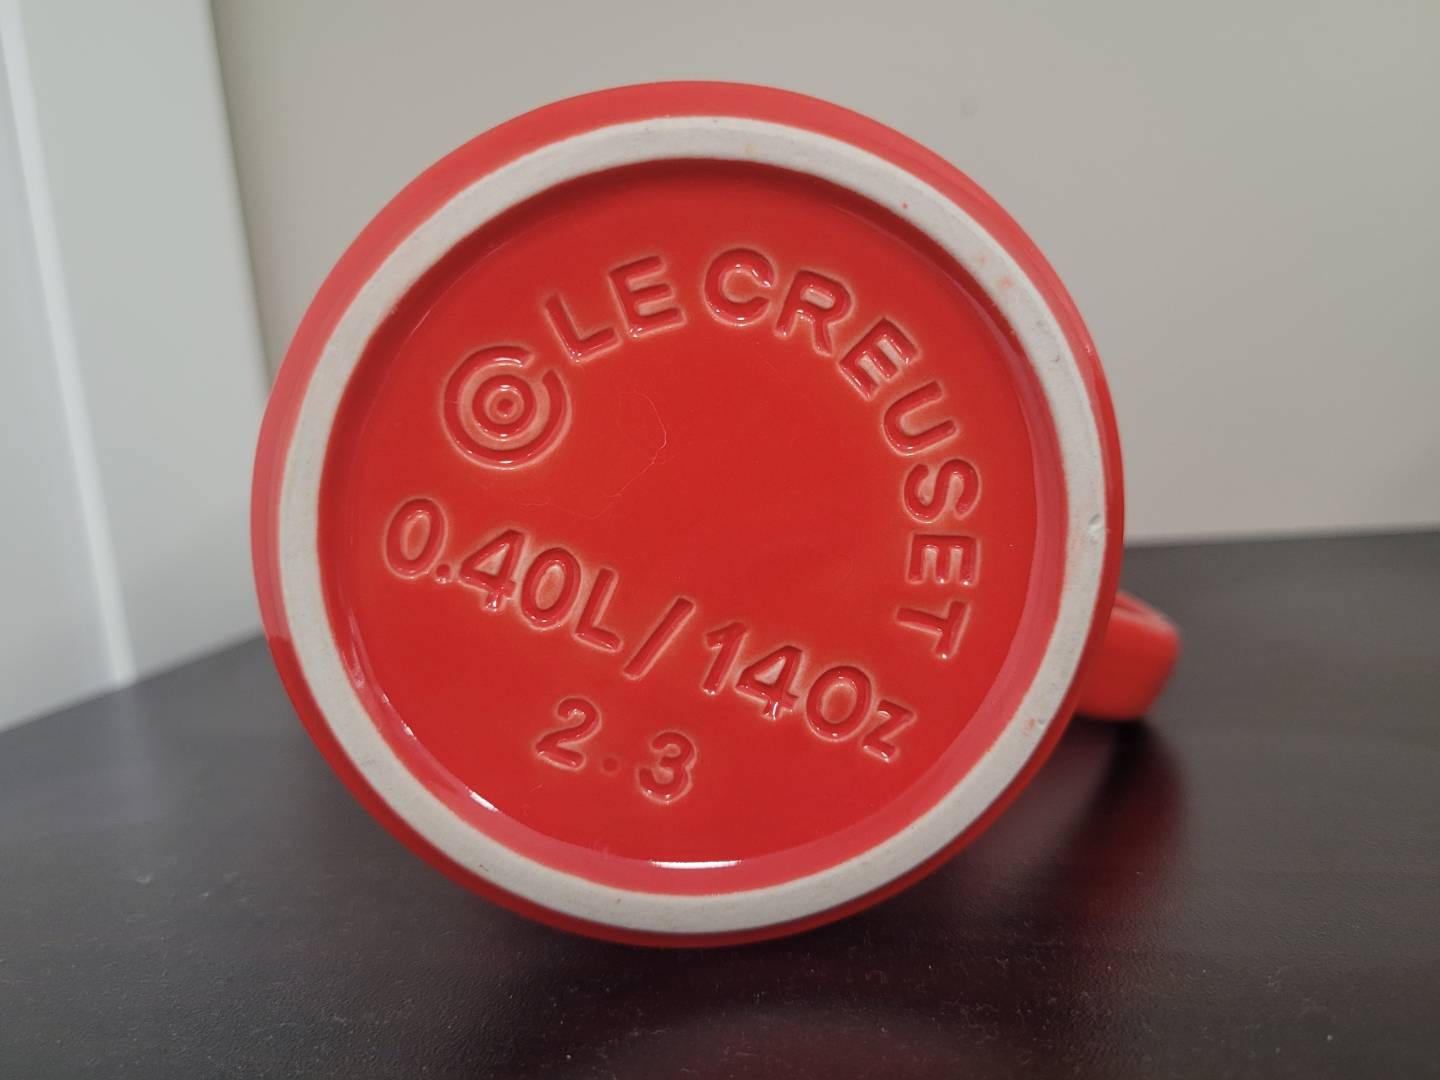 LE CREUSET
0.40L/14Oz
2.3